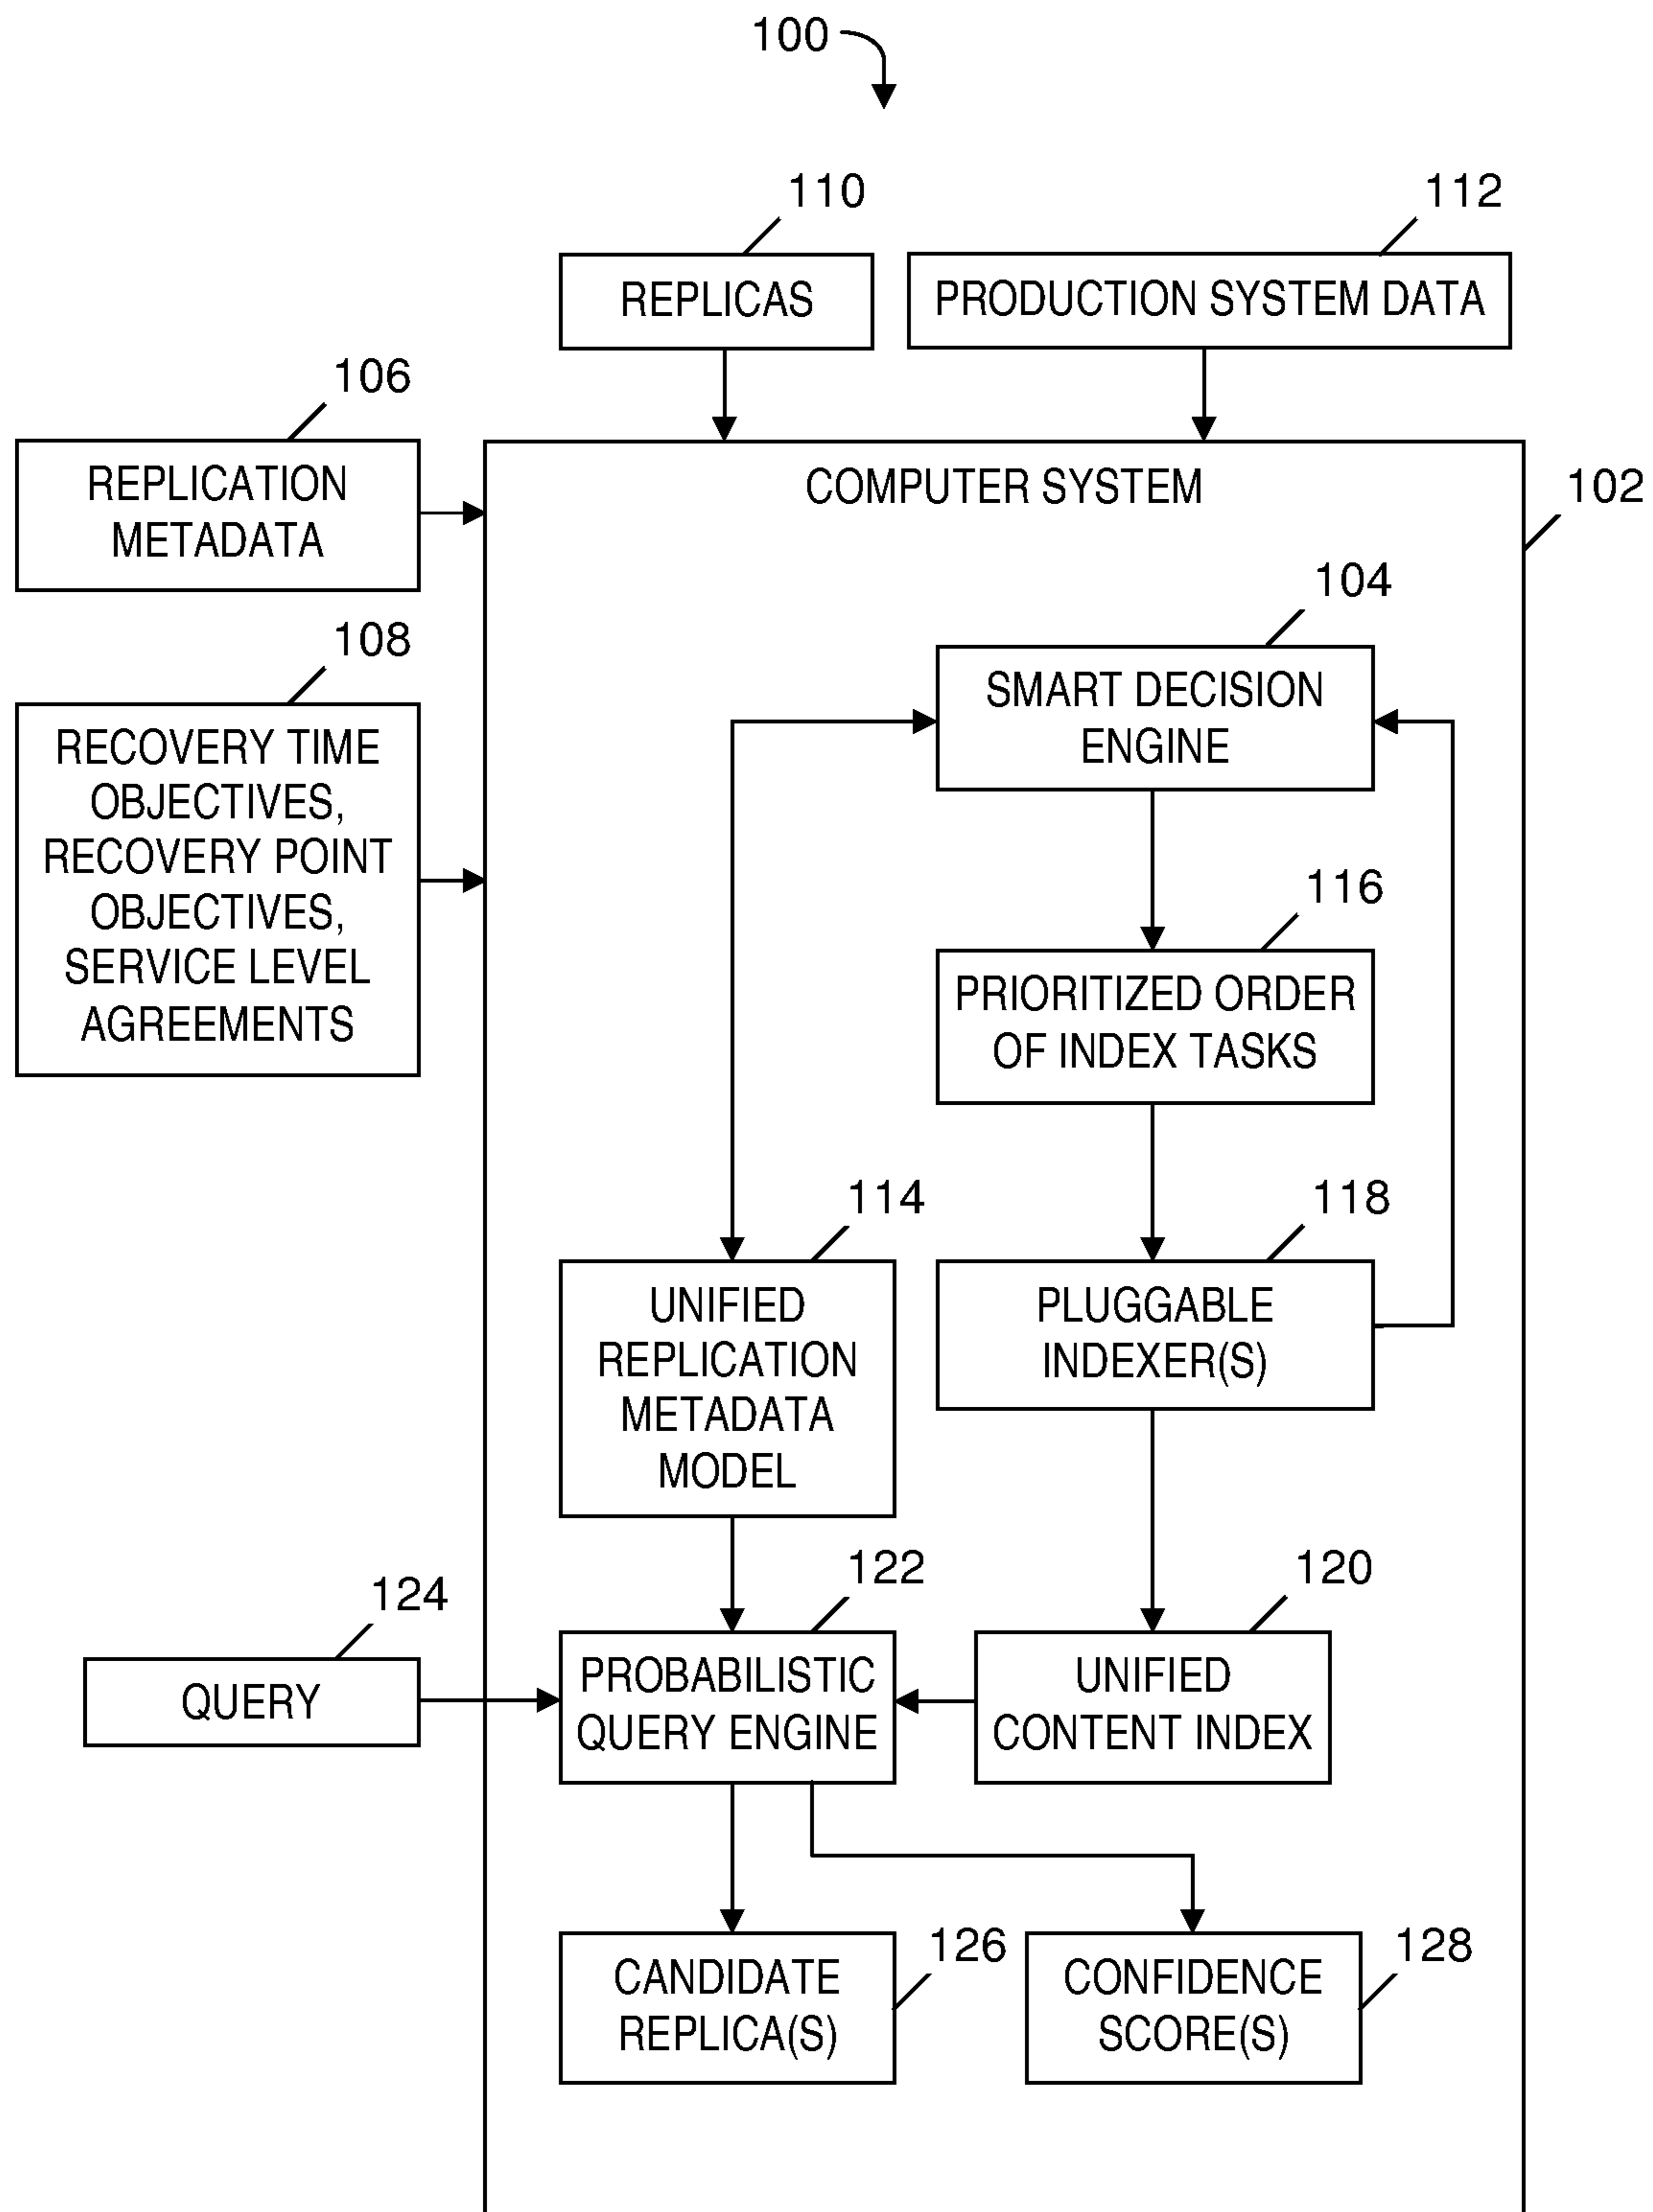 100
110
112
REPLICAS
PRODUCTION SYSTEM DATA
106
REPLICATION
METADATA
COMPUTER SYSTEM
102
104
108
SMART DECISION
ENGINE
RECOVERY TIME
OBJECTIVES,
RECOVERY POINT
OBJECTIVES,
SERVICE LEVEL
AGREEMENTS
116
PRIORITIZED ORDER
OF INDEX TASKS
114
118
UNIFIED
REPLICATION
METADATA
MODEL
PLUGGABLE
INDEXER(S)
122
120
124
QUERY
PROBABILISTIC
QUERY ENGINE
UNIFIED
CONTENT INDEX
126
128
CANDIDATE
REPLICA(S)
CONFIDENCE
SCORE(S)